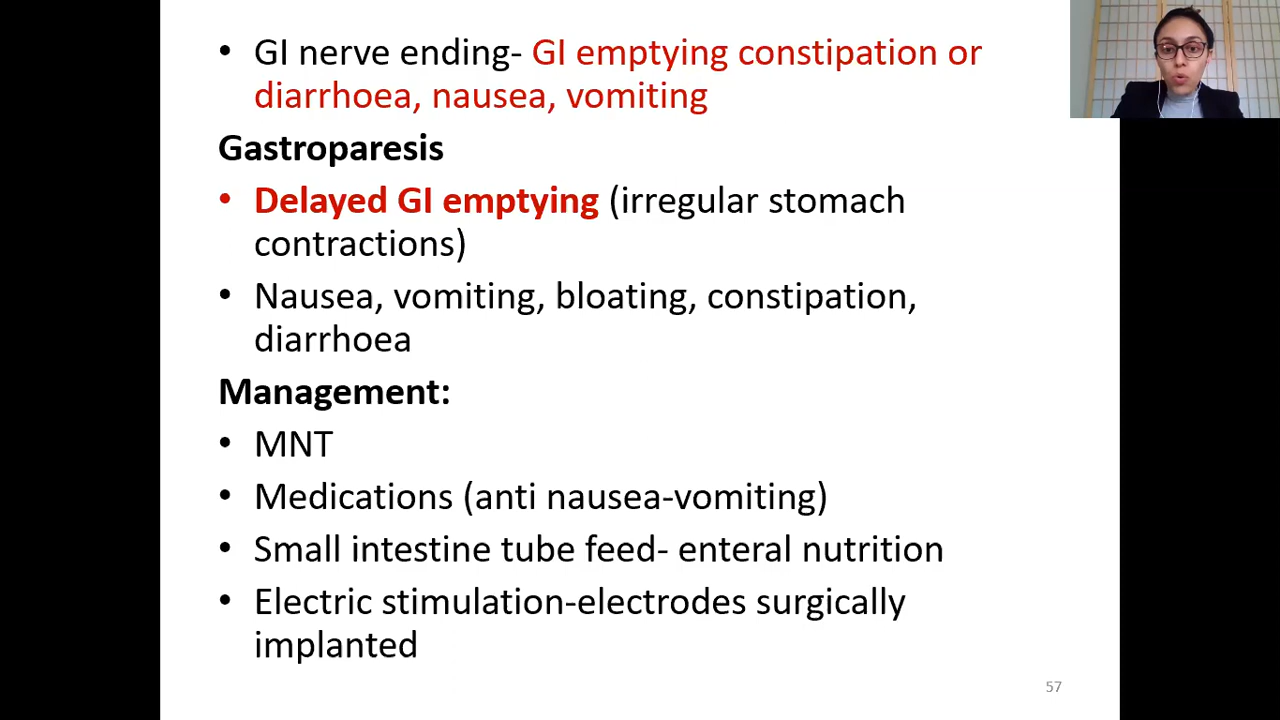 • GI nerve ending- GI emptying constipation or
diarrhoea, nausea, vomiting
Gastroparesis
• Delayed GI emptying (irregular stomach
contractions)
• Nausea, vomiting, bloating, constipation,
diarrhoea
Management:
• MNT
• Medications (anti nausea-vomiting)
• Small intestine tube feed- enteral nutrition
• Electric stimulation-electrodes surgically
implanted
57